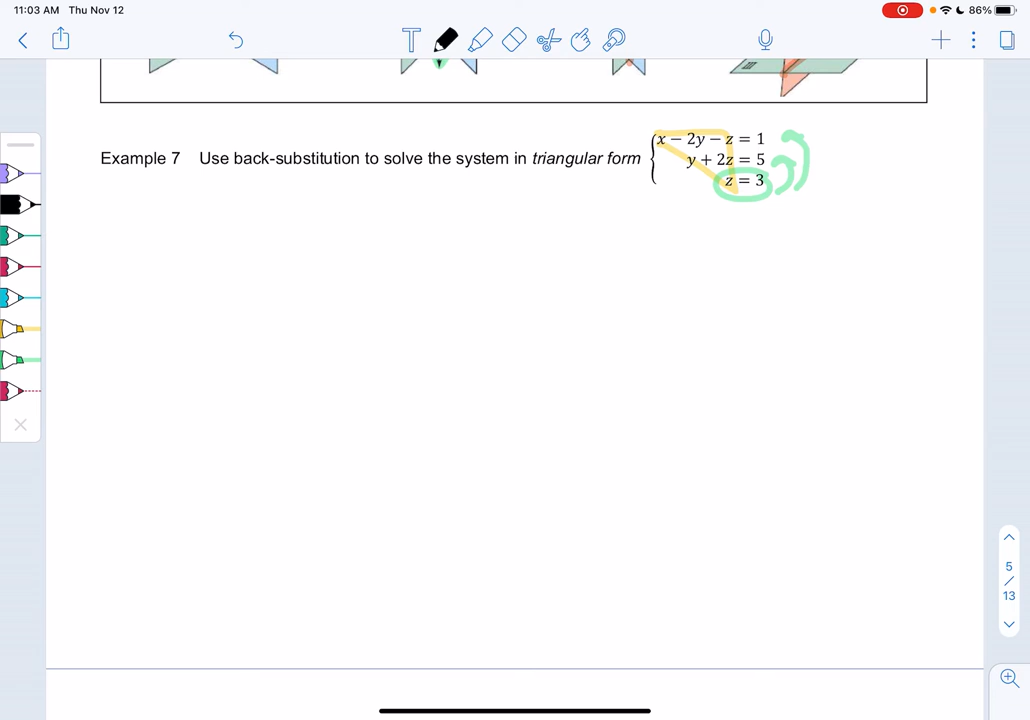 11:03 AM Thu Nov 12
86%
Example 7 Use back-substitution to solve the system in triangular form
x − 2y − z = 1
y + 2z = 5
z = 3
5
/
13